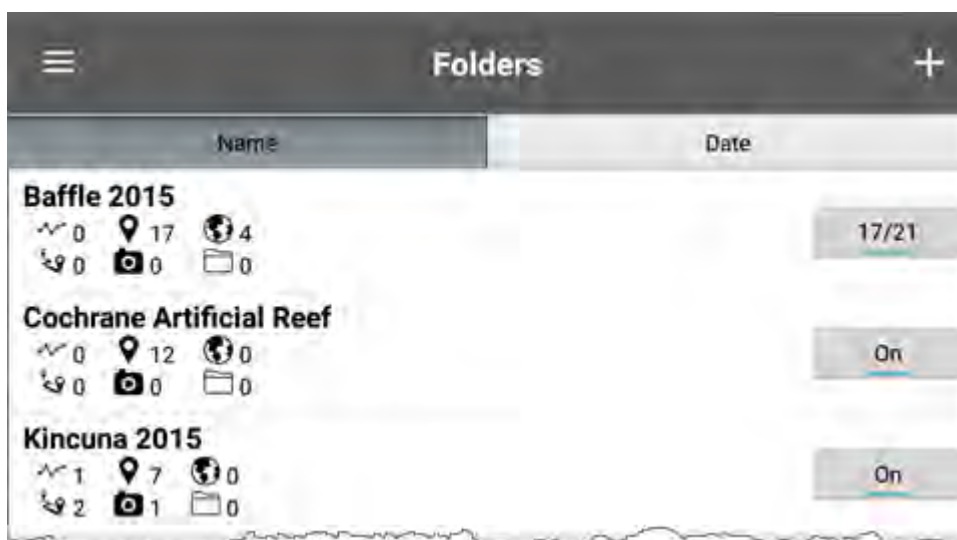 Folders
Name Date
Baffle 2015
0 17 4
17/21
0 0 0
Cochrane Artificial Reef
0 12 0
On
0 0 0
Kincuna 2015
1 7 0
On
2 1 0